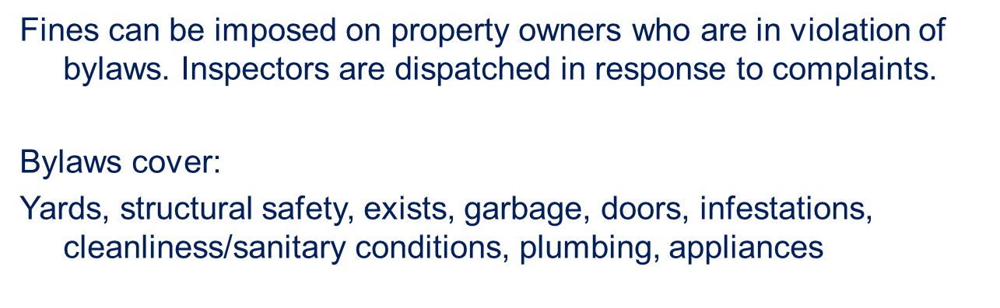 Fines can be imposed on property owners who are in violation of
bylaws. Inspectors are dispatched in response to complaints.
Bylaws cover:
Yards, structural safety, exists, garbage, doors, infestations,
cleanliness/sanitary conditions, plumbing, appliances